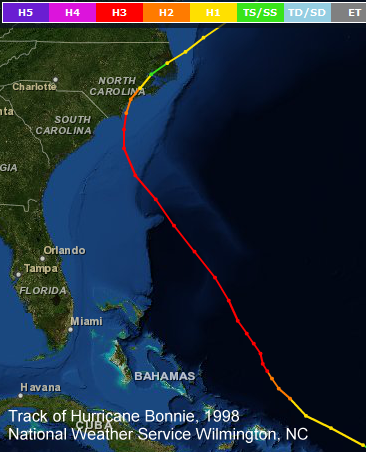 H5 H4 H3 H2 H1 TS/SS TD/SD ET
NORTH
CAROLINA
Charlotte
nta
SOUTH
CAROLINA
GIA
Orlando
Tampa
FLORIDA
Miami
BAHAMAS
Havana
Track of Hurricane Bonnie, 1998
CUBA
National Weather Service Wilmington, NC